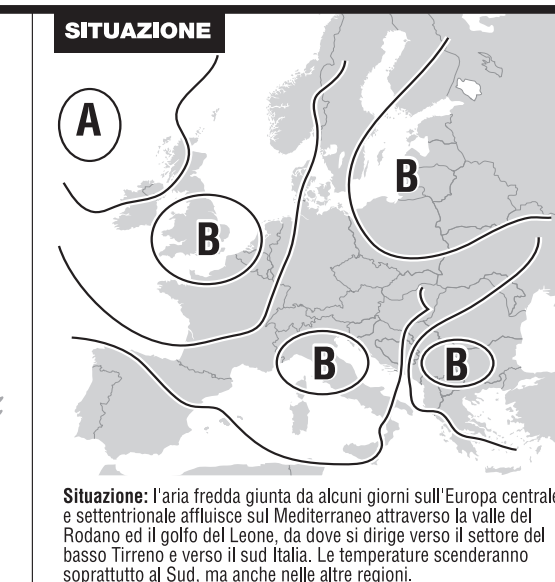 SITUAZIONE
A
B
B
B
B
Situazione: l'aria fredda giunta da alcuni giorni sull'Europa centrale
e settentrionale affluisce sul Mediterraneo attraverso la valle del
Rodano ed il golfo del Leone, da dove si dirige verso il settore del
basso Tirreno e verso il sud Italia. Le temperature scenderanno
soprattutto al Sud, ma anche nelle altre regioni.